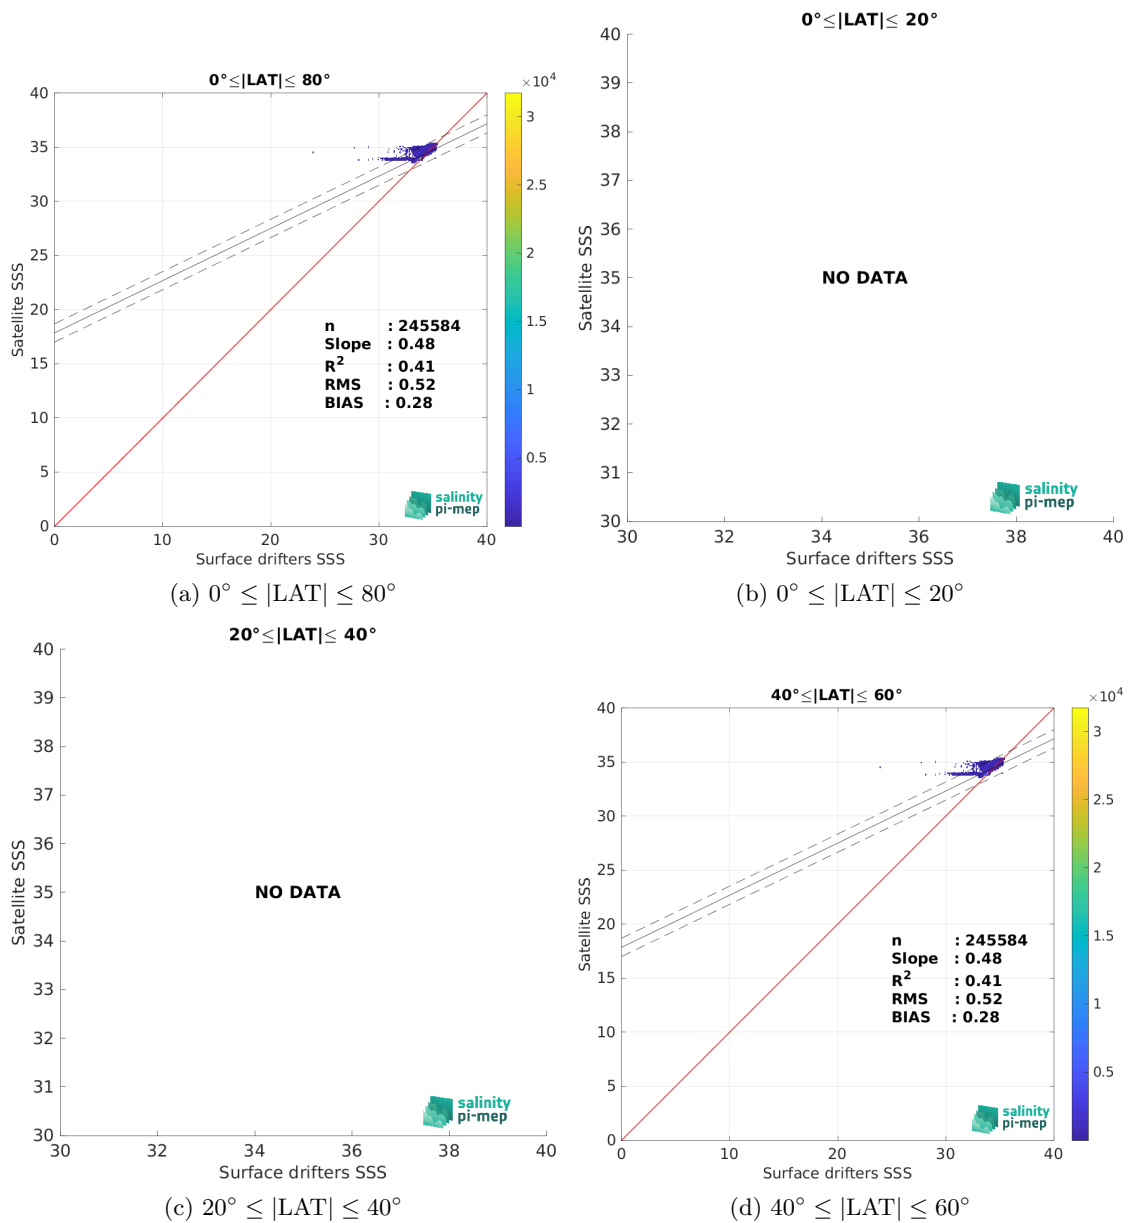 0°≤|LAT|≤ 80°
×10⁴
40
35
30
25
20
15
10
5
0
Satellite SSS
0
10
20
30
40
Surface drifters SSS
3
2.5
2
1.5
1
0.5
n : 245584
Slope : 0.48
R² : 0.41
RMS : 0.52
BIAS : 0.28
salinity
pi-mep
(a) 0° ≤ |LAT| ≤ 80°
0°≤|LAT|≤ 20°
40
39
38
37
36
35
34
33
32
31
30
Satellite SSS
NO DATA
salinity
pi-mep
30
32
34
36
38
40
Surface drifters SSS
(b) 0° ≤ |LAT| ≤ 20°
20°≤|LAT|≤ 40°
40
39
38
37
36
35
34
33
32
31
30
Satellite SSS
NO DATA
salinity
pi-mep
30
32
34
36
38
40
Surface drifters SSS
(c) 20° ≤ |LAT| ≤ 40°
40°≤|LAT|≤ 60°
×10⁴
40
35
30
25
20
15
10
5
0
Satellite SSS
0
10
20
30
40
Surface drifters SSS
3
2.5
2
1.5
1
0.5
n : 245584
Slope : 0.48
R² : 0.41
RMS : 0.52
BIAS : 0.28
salinity
pi-mep
(d) 40° ≤ |LAT| ≤ 60°